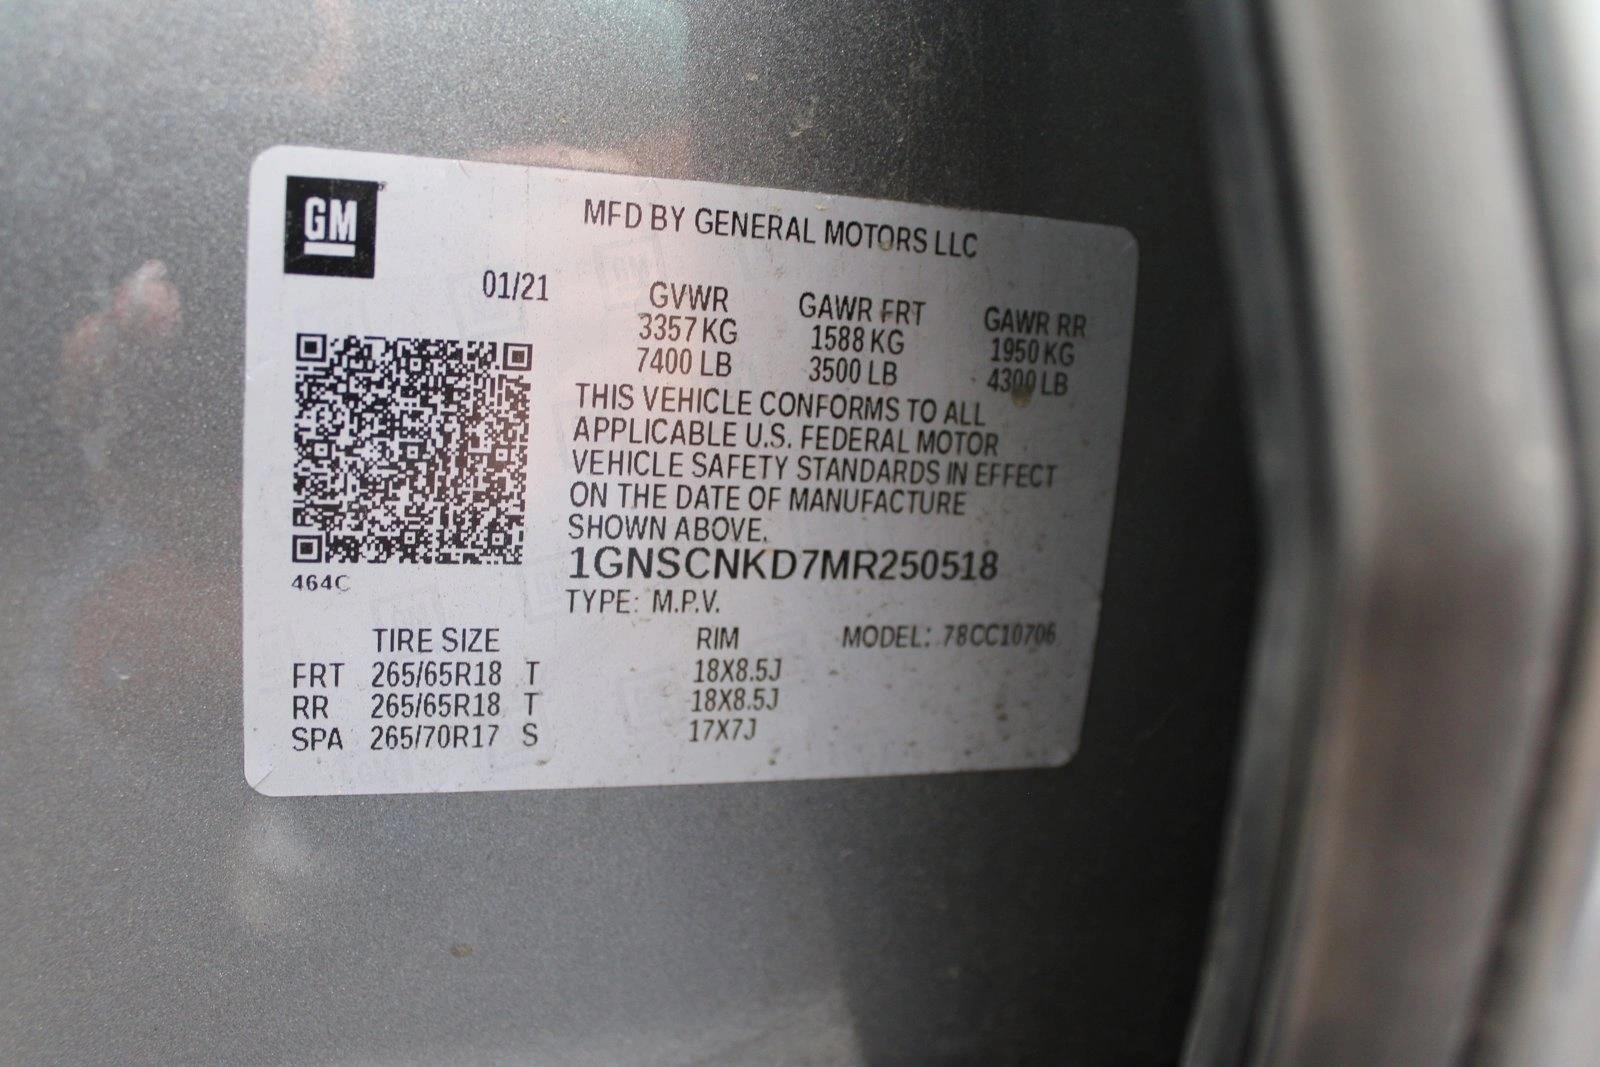 GM
MFD BY GENERAL MOTORS LLC
01/21
GVWR GAWR FRT GAWR RR
3357 KG 1588 KG 1950 KG
7400 LB 3500 LB 4300 LB
THIS VEHICLE CONFORMS TO ALL
APPLICABLE U.S. FEDERAL MOTOR
VEHICLE SAFETY STANDARDS IN EFFECT
ON THE DATE OF MANUFACTURE
SHOWN ABOVE.
1GNSCNKD7MR250518
464C
TYPE: M.P.V.
TIRE SIZE RIM MODEL: 78CC10706
FRT 265/65R18 T 18X8.5J
RR 265/65R18 T 18X8.5J
SPA 265/70R17 S 17X7J